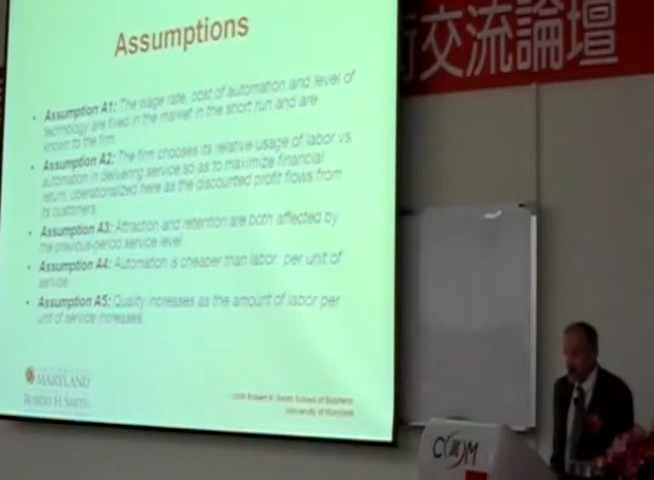 Assumptions
交流論壇
• Assumption A1: The wage rate, cost of automation and level of
technology are fixed in the market in the short run and are
known to the firm.
• Assumption A2: The firm chooses its relative usage of labor vs.
automation in delivering service so as to maximize financial
return, operationalized here as the discounted profit flows from
its customers.
• Assumption A3: Attraction and retention are both affected by
the previous-period service level.
• Assumption A4: Automation is cheaper than labor, per unit of
service.
• Assumption A5: Quality increases as the amount of labor per
unit of service increases.
MARYLAND
ROBERT H. SMITH
Robert H. Smith School of Business
University of Maryland